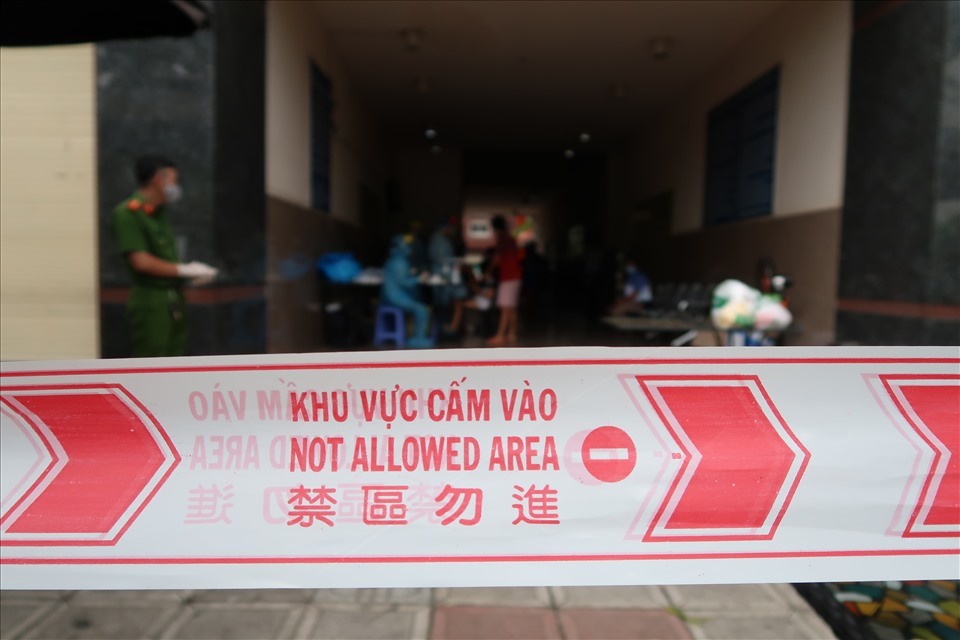 KHU VỰC CẤM VÀO
NOT ALLOWED AREA
禁區勿進